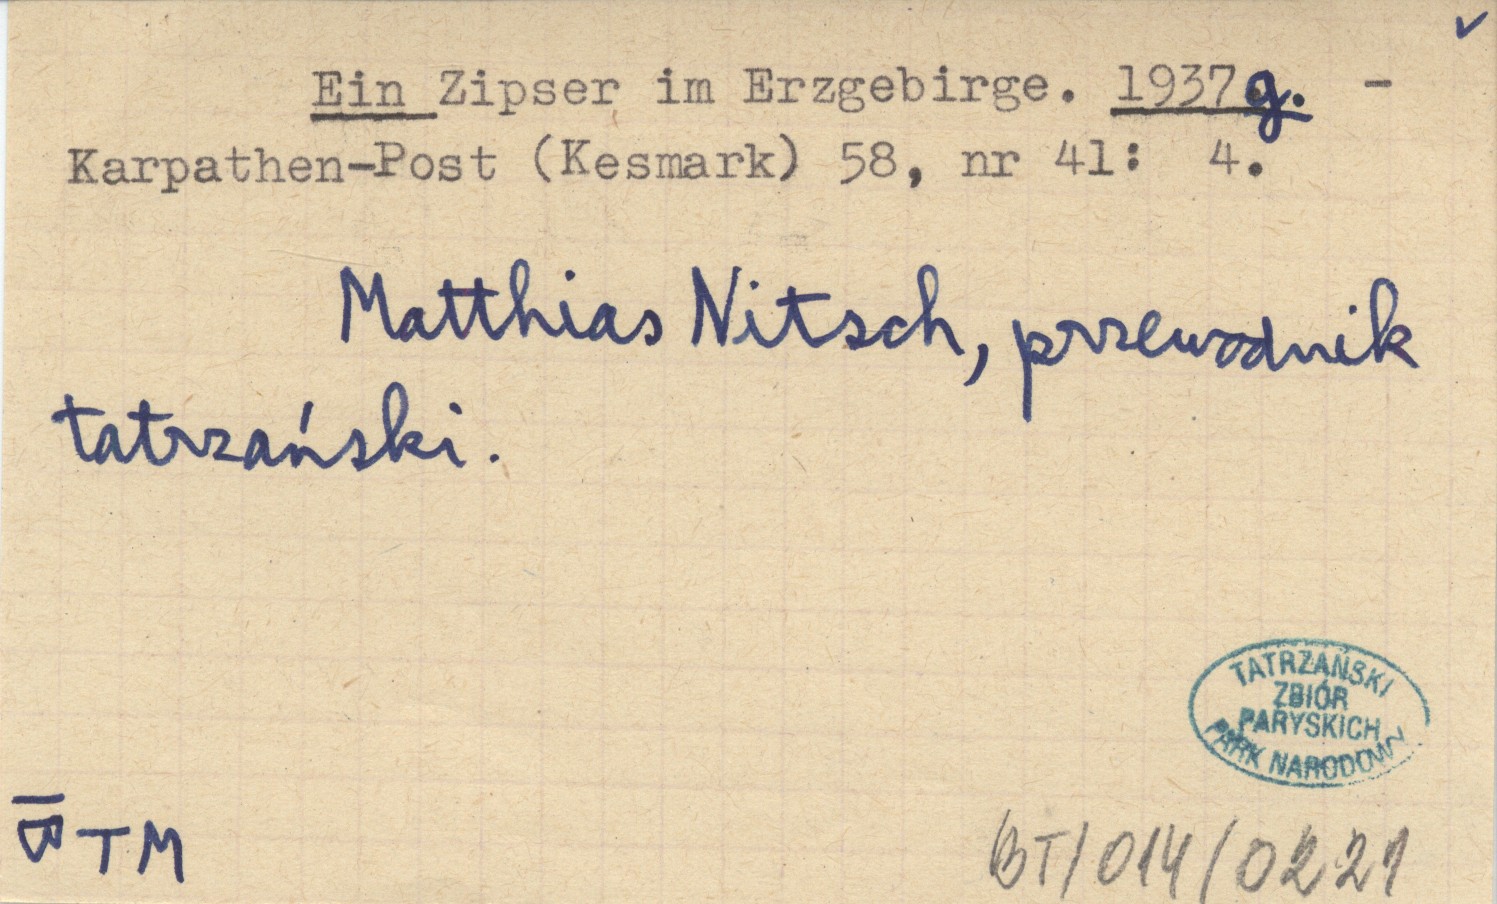 Ein Zipser im Erzgebirge. 1937 g. -
Karpathen-Post (Kesmark) 58, nr 41: 4.
Matthias Nitsch, przewodnik
tatrzański.
TATRZAŃSKI
ZBIÓR
PARYSKICH
PARK NARODOWY
TM
BT/014/0221